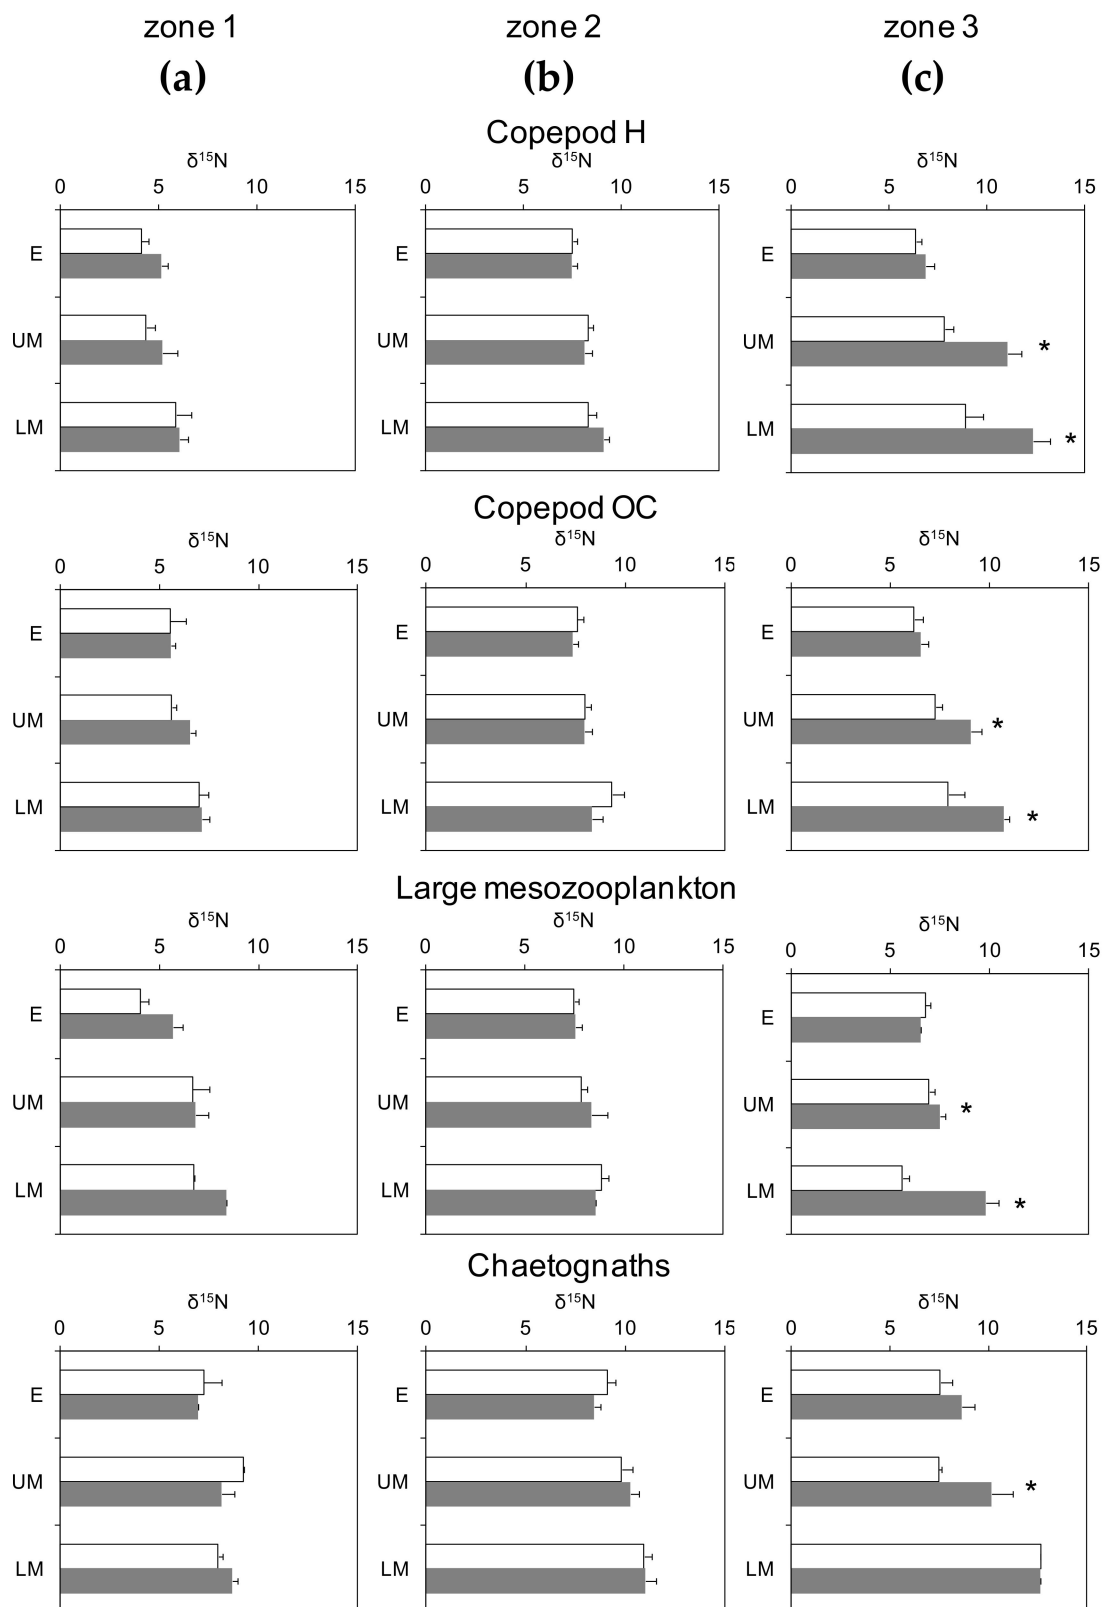 zone 1 zone 2 zone 3
(a) (b) (c)
Copepod H
δ¹⁵N δ¹⁵N δ¹⁵N
0 5 10 15 0 5 10 15 0 5 10 15
E E E
UM UM UM *
LM LM LM *
Copepod OC
δ¹⁵N δ¹⁵N δ¹⁵N
0 5 10 15 0 5 10 15 0 5 10 15
E E E
UM UM UM *
LM LM LM *
Large mesozooplankton
δ¹⁵N δ¹⁵N δ¹⁵N
0 5 10 15 0 5 10 15 0 5 10 15
E E E
UM UM UM *
LM LM LM *
Chaetognaths
δ¹⁵N δ¹⁵N δ¹⁵N
0 5 10 15 0 5 10 15 0 5 10 15
E E E
UM UM UM *
LM LM LM